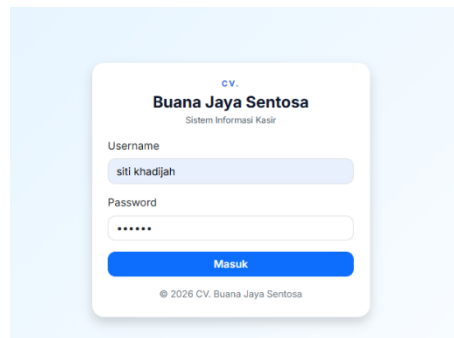 CV.
Buana Jaya Sentosa
Sistem Informasi Kasir
Username
siti khadijah
Password
••••••
Masuk
© 2026 CV. Buana Jaya Sentosa